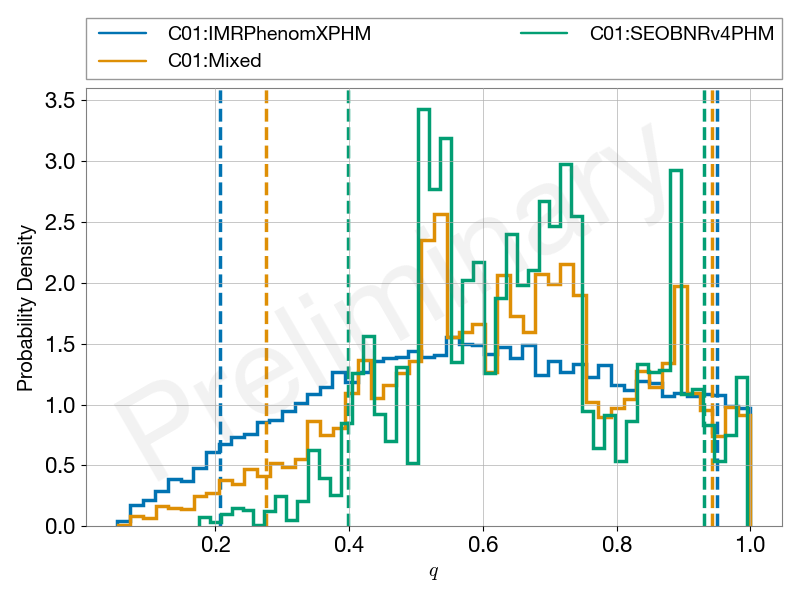 C01:IMRPhenomXPHM
C01:Mixed
C01:SEOBNRv4PHM
Preliminary
Probability Density
3.5
3.0
2.5
2.0
1.5
1.0
0.5
0.0
0.2 0.4 0.6 0.8 1.0
q